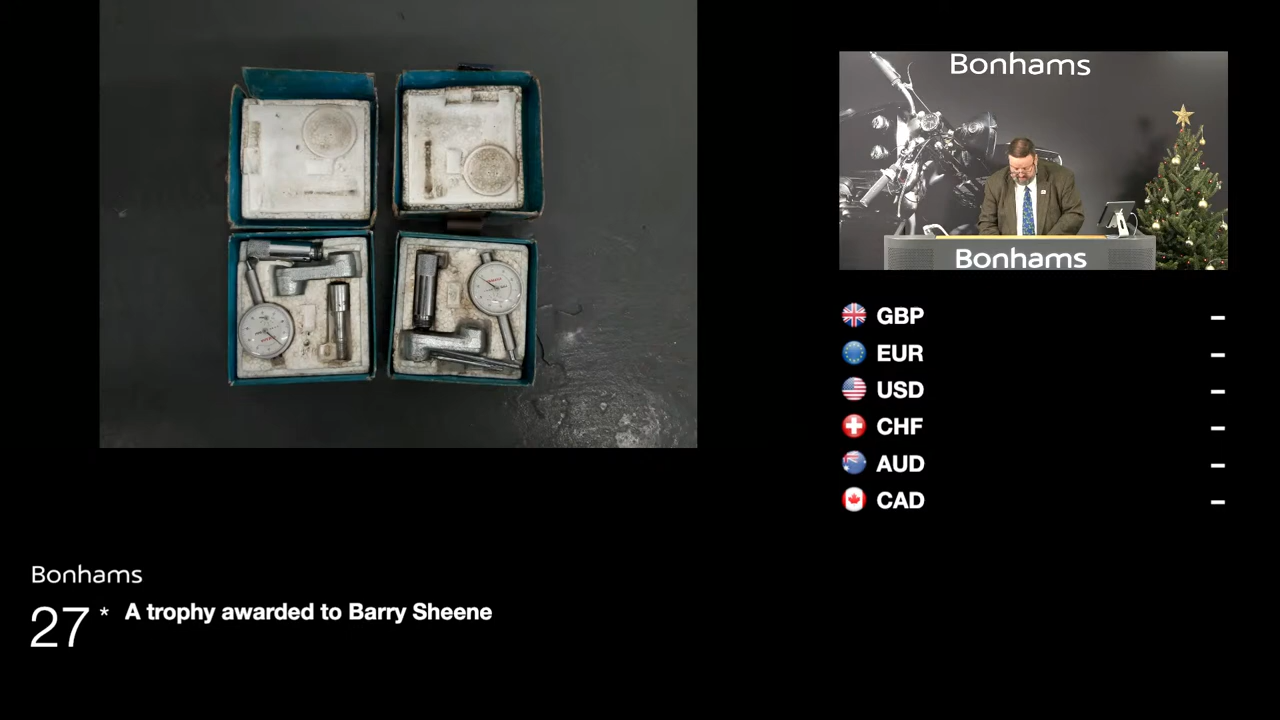 Bonhams
Bonhams
GBP –
EUR –
USD –
CHF –
AUD –
CAD –
Bonhams
27 * A trophy awarded to Barry Sheene